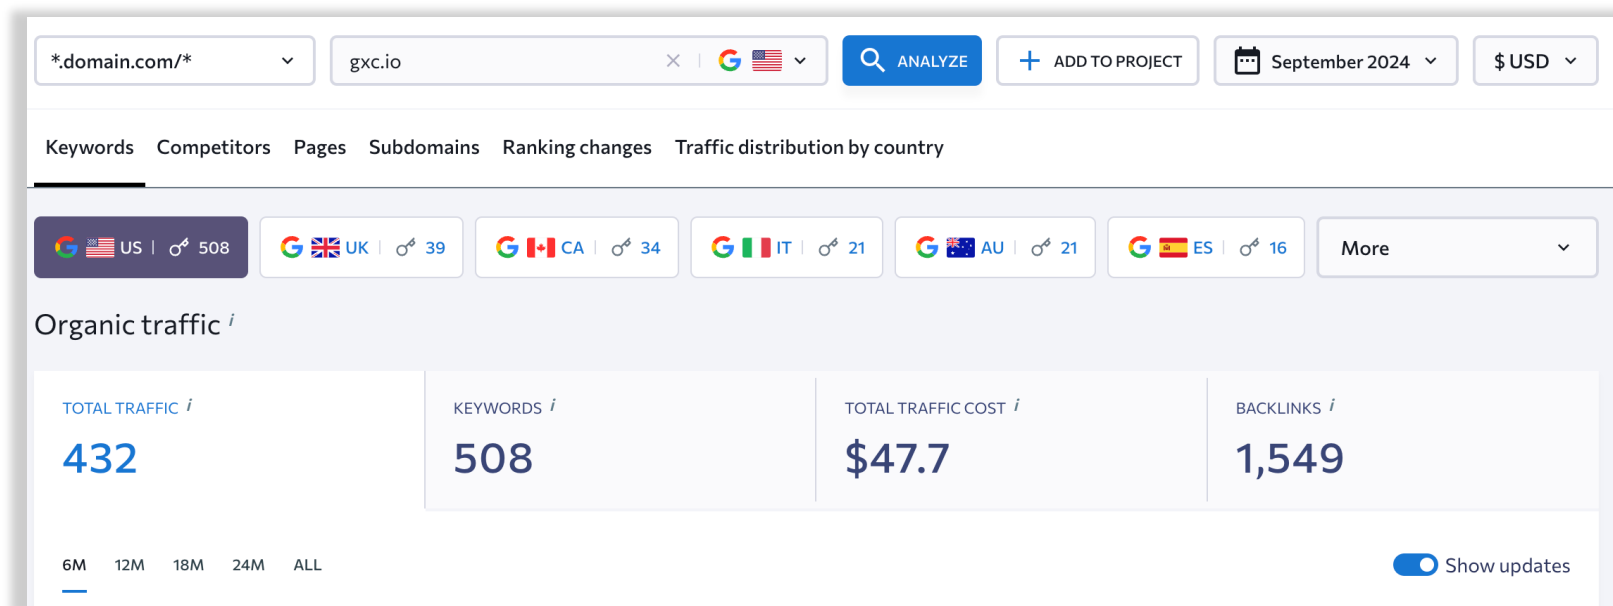 *.domain.com/* gxc.io ANALYZE ADD TO PROJECT September 2024 $ USD
Keywords Competitors Pages Subdomains Ranking changes Traffic distribution by country
US 508 UK 39 CA 34 IT 21 AU 21 ES 16 More
Organic traffic i
TOTAL TRAFFIC i KEYWORDS i TOTAL TRAFFIC COST i BACKLINKS i
432 508 $47.7 1,549
6M 12M 18M 24M ALL Show updates